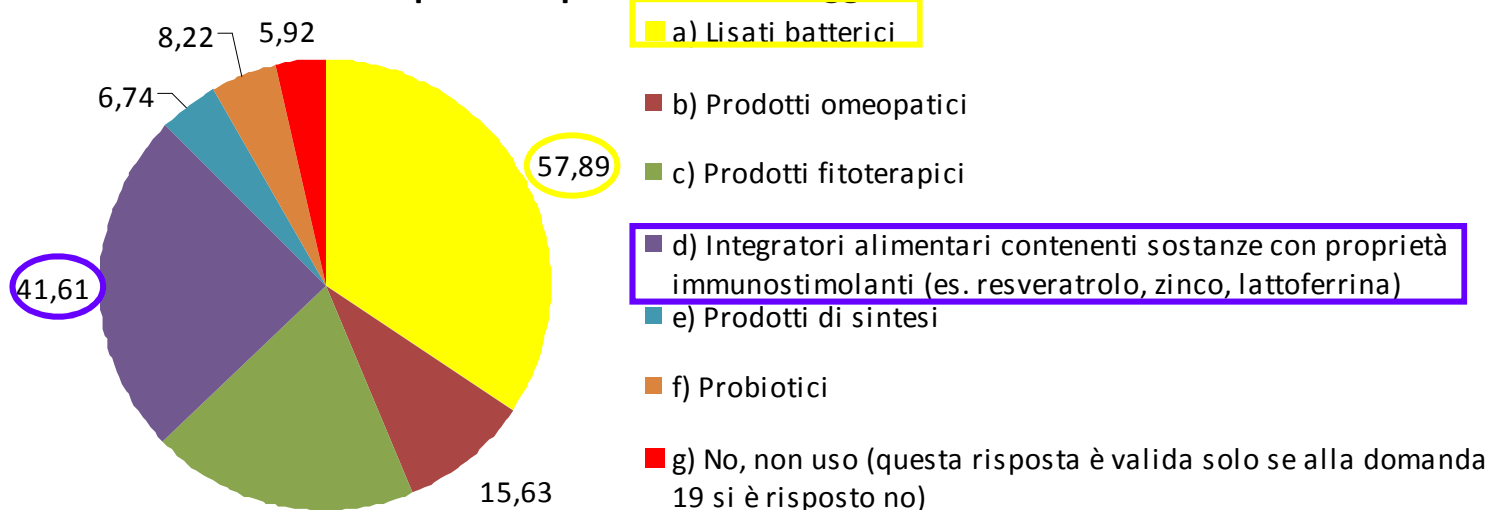 8,22
5,92
6,74
57,89
41,61
15,63
a) Lisati batterici
b) Prodotti omeopatici
c) Prodotti fitoterapici
d) Integratori alimentari contenenti sostanze con proprietà
immunostimolanti (es. resveratrolo, zinco, lattoferrina)
e) Prodotti di sintesi
f) Probiotici
g) No, non uso (questa risposta è valida solo se alla domanda
19 si è risposto no)